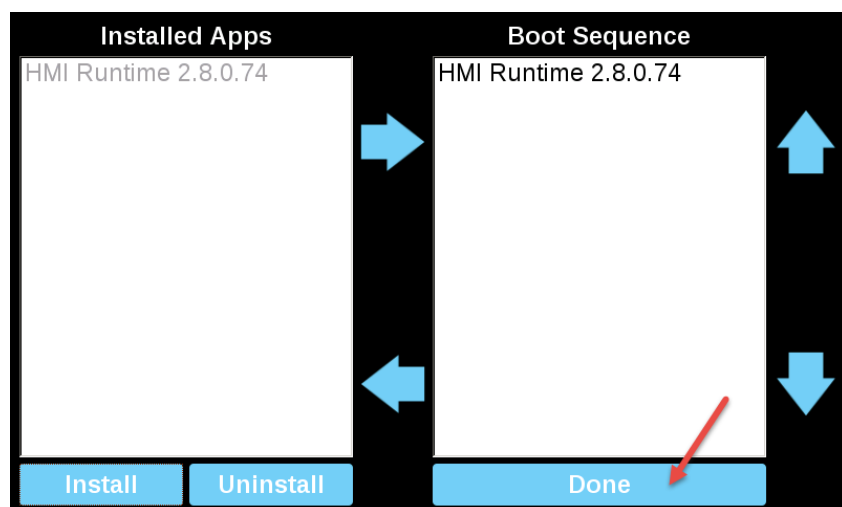 Installed Apps
HMI Runtime 2.8.0.74
Install
Uninstall
Boot Sequence
HMI Runtime 2.8.0.74
Done